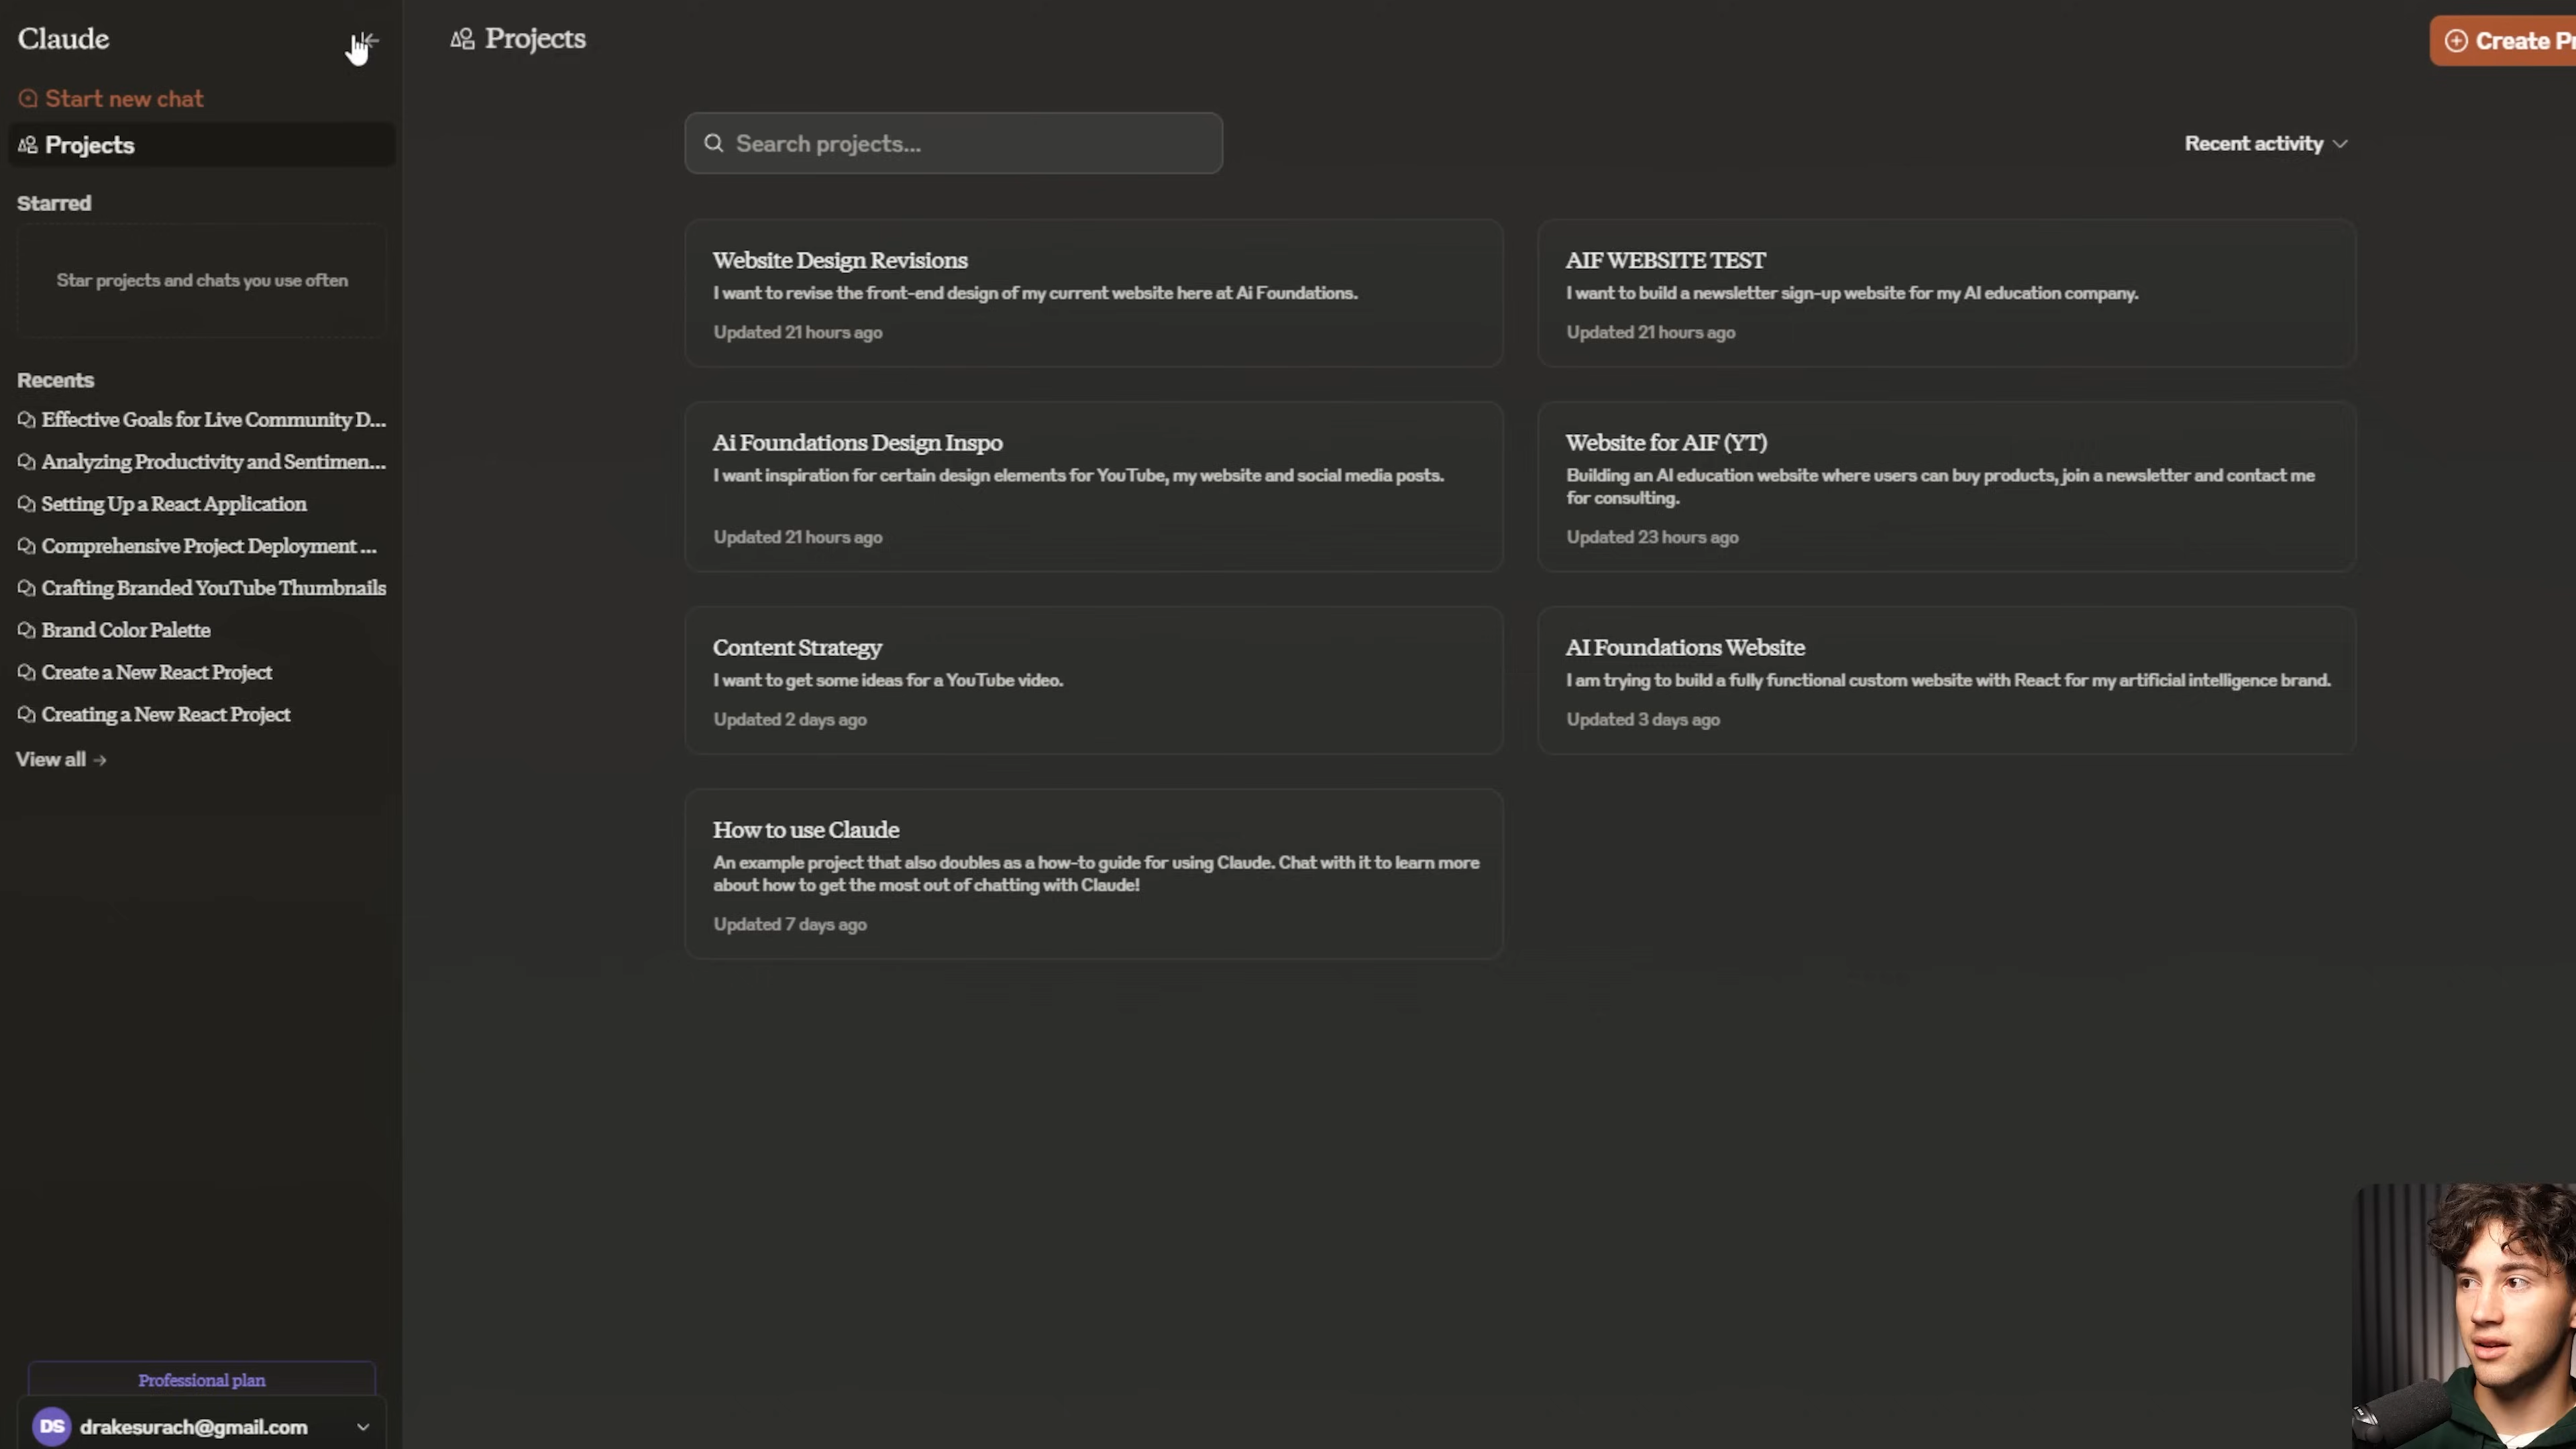 Claude
Start new chat
Projects
Starred
Star projects and chats you use often
Recents
Effective Goals for Live Community D...
Analyzing Productivity and Sentimen...
Setting Up a React Application
Comprehensive Project Deployment ...
Crafting Branded YouTube Thumbnails
Brand Color Palette
Create a New React Project
Creating a New React Project
View all
Professional plan
DS drakesurach@gmail.com
Projects
Create Pr
Search projects...
Recent activity
Website Design Revisions
I want to revise the front-end design of my current website here at Ai Foundations.
Updated 21 hours ago
AIF WEBSITE TEST
I want to build a newsletter sign-up website for my AI education company.
Updated 21 hours ago
Ai Foundations Design Inspo
I want inspiration for certain design elements for YouTube, my website and social media posts.
Updated 21 hours ago
Website for AIF (YT)
Building an AI education website where users can buy products, join a newsletter and contact me
for consulting.
Updated 23 hours ago
Content Strategy
I want to get some ideas for a YouTube video.
Updated 2 days ago
AI Foundations Website
I am trying to build a fully functional custom website with React for my artificial intelligence brand.
Updated 3 days ago
How to use Claude
An example project that also doubles as a how-to guide for using Claude. Chat with it to learn more
about how to get the most out of chatting with Claude!
Updated 7 days ago